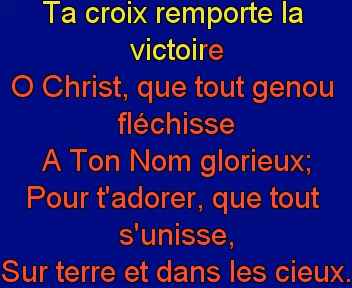 Ta croix remporte la
victoire
O Christ, que tout genou
fléchisse
A Ton Nom glorieux;
Pour t'adorer, que tout
s'unisse,
Sur terre et dans les cieux.